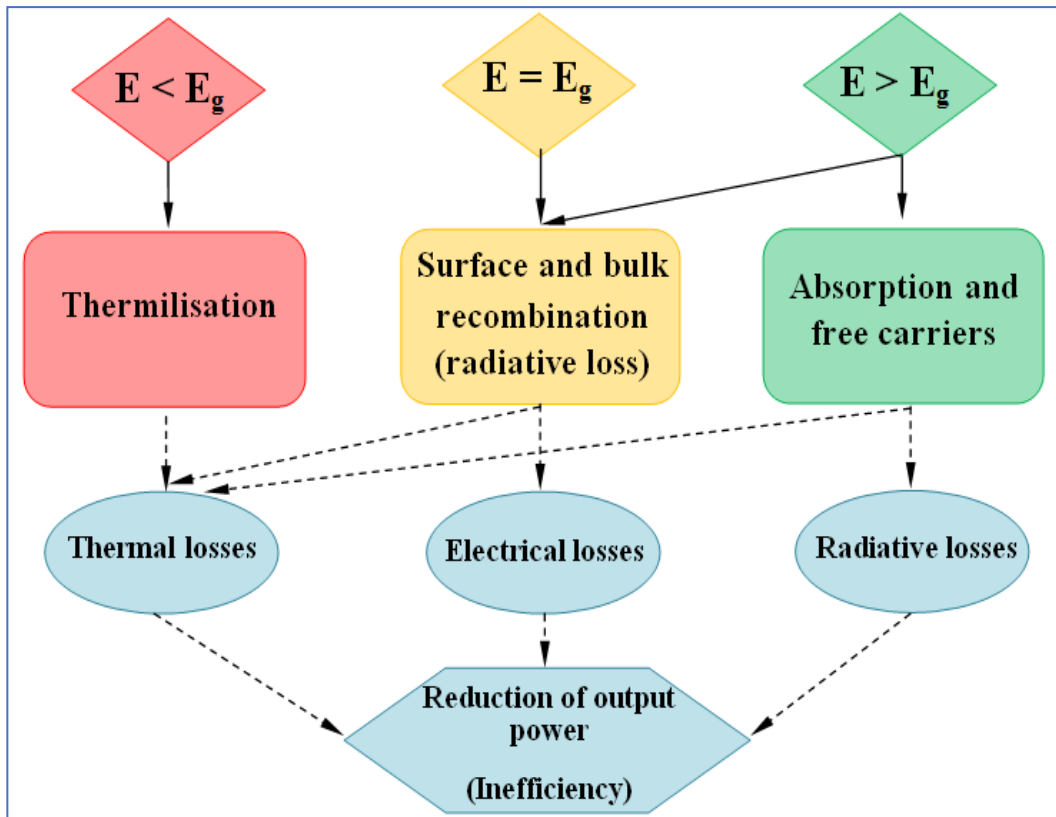 E < Eg
E = Eg
E > Eg
Thermilisation
Surface and bulk
recombination
(radiative loss)
Absorption and
free carriers
Thermal losses
Electrical losses
Radiative losses
Reduction of output
power
(Inefficiency)